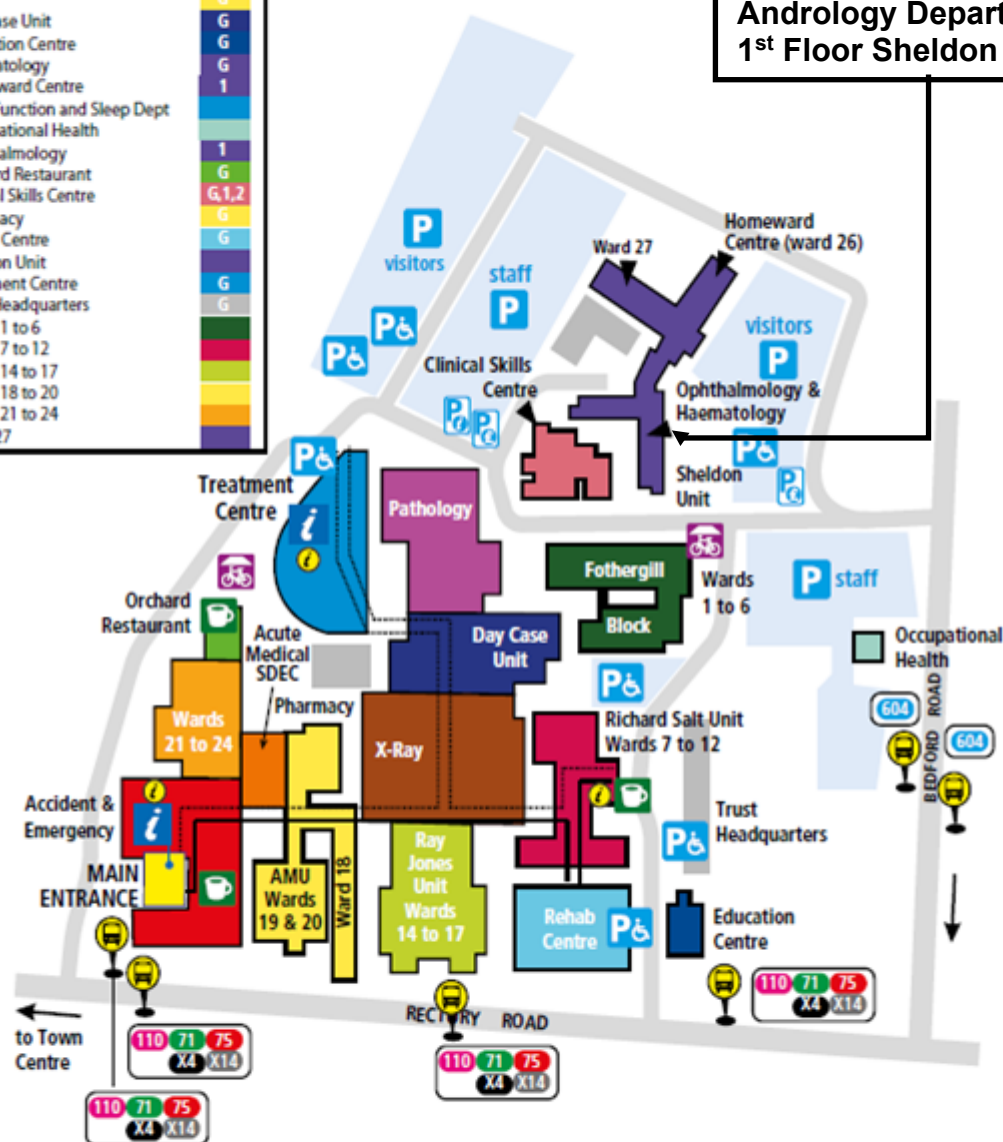 Andrology Depart
1st Floor Sheldon
G
se Unit G
tion Centre G
tology G
ward Centre 1
unction and Sleep Dept
ational Health
almology 1
rd Restaurant G
l Skills Centre G,1,2
acy G
Centre G
on Unit
ent Centre G
Headquarters G
1 to 6
7 to 12
14 to 17
18 to 20
21 to 24
27
P
visitors
staff
P
Ward 27
Homeward
Centre (ward 26)
visitors
P
P
P
Clinical Skills
Centre
P
P
Ophthalmology &
Haematology
P
P
Sheldon
Unit
P
Treatment
Centre
i
i
Pathology
Fothergill
Block
Wards
1 to 6
P staff
Orchard
Restaurant
Acute
Medical
SDEC
Day Case
Unit
Occupational
Health
P
Pharmacy
Wards
21 to 24
X-Ray
Richard Salt Unit
Wards 7 to 12
604
604
BEDFORD ROAD
Accident &
Emergency
i
i
i
MAIN
ENTRANCE
AMU
Wards
19 & 20
Ward 18
Ray
Jones
Unit
Wards
14 to 17
P
Trust
Headquarters
Rehab
Centre
P
Education
Centre
RECTORY ROAD
to Town
Centre
110 71 75
X4 X14
110 71 75
X4 X14
110 71 75
X4 X14
110 71 75
X4 X14